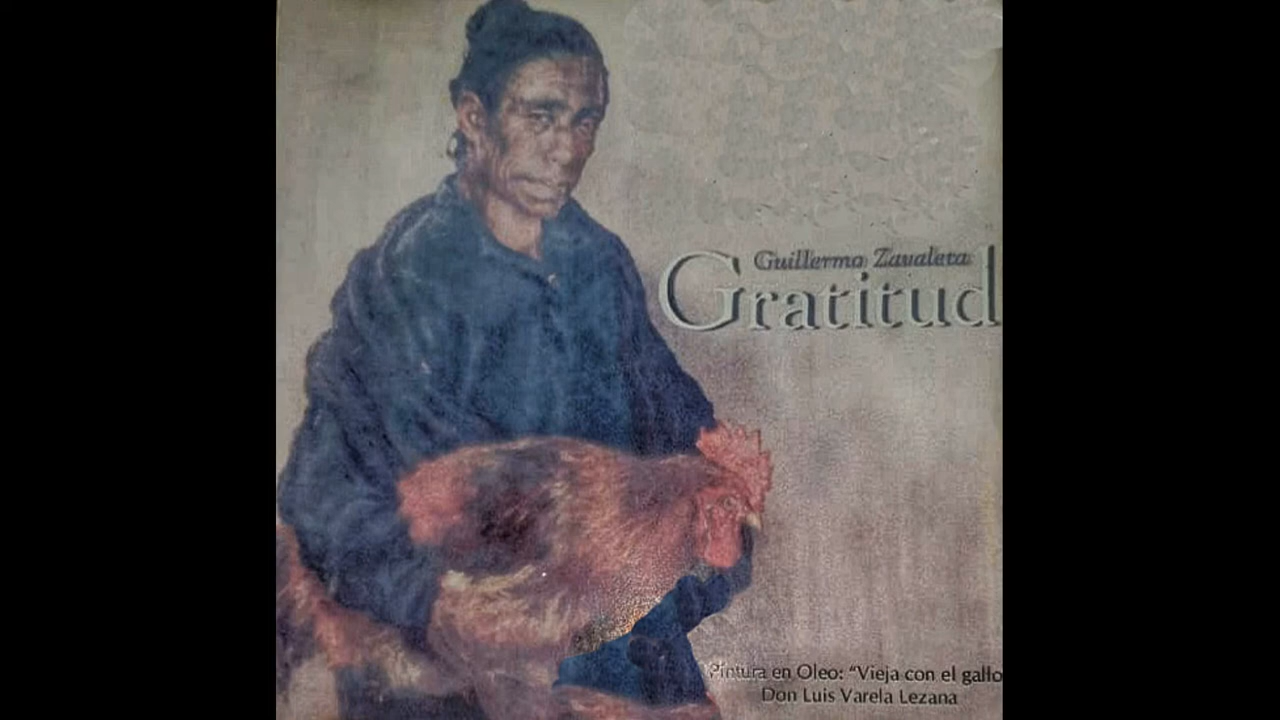 Guillermo Zavaleta
Gratitud
Pintura en Oleo: "Vieja con el gallo
Don Luis Varela Lezana